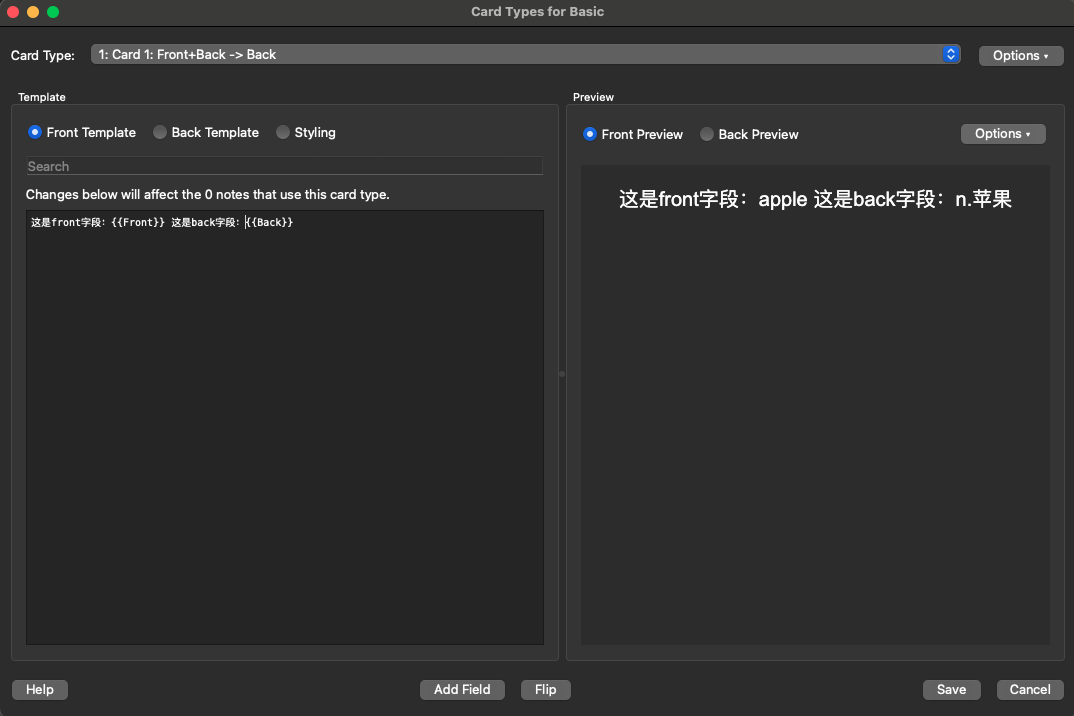 Card Types for Basic
Card Type:
1: Card 1: Front+Back -> Back
Options ▾
Template
Front Template
Back Template
Styling
Search
Changes below will affect the 0 notes that use this card type.
这是front字段：{{Front}} 这是back字段：{{Back}}
Preview
Front Preview
Back Preview
Options ▾
这是front字段：apple 这是back字段：n.苹果
Help
Add Field
Flip
Save
Cancel